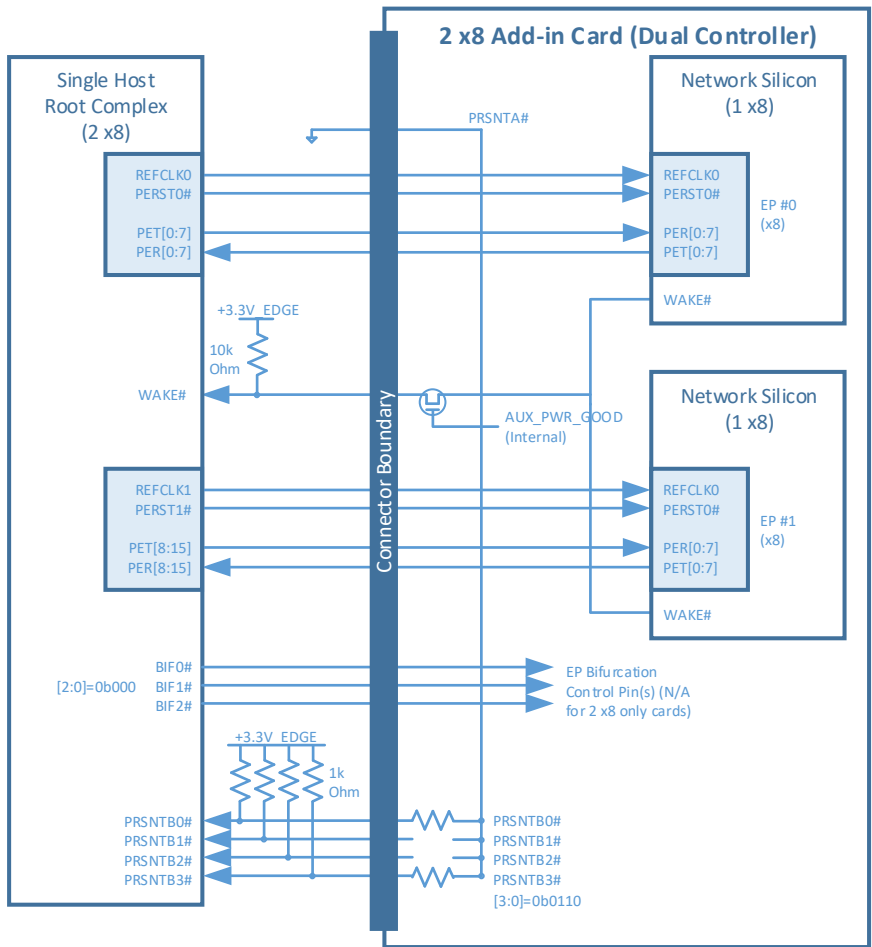 2 x8 Add-in Card (Dual Controller)
Single Host
Root Complex
(2 x8)
Network Silicon
(1 x8)
PRSNTA#
REFCLK0
PERST0#
PET[0:7]
PER[0:7]
REFCLK0
PERST0#
PER[0:7]
PET[0:7]
EP #0
(x8)
WAKE#
+3.3V_EDGE
10k
Ohm
WAKE#
Connector Boundary
AUX_PWR_GOOD
(Internal)
Network Silicon
(1 x8)
REFCLK1
PERST1#
PET[8:15]
PER[8:15]
REFCLK0
PERST0#
PER[0:7]
PET[0:7]
EP #1
(x8)
WAKE#
[2:0]=0b000
BIF0#
BIF1#
BIF2#
EP Bifurcation
Control Pin(s) (N/A
for 2 x8 only cards)
+3.3V_EDGE
1k
Ohm
PRSNTB0#
PRSNTB1#
PRSNTB2#
PRSNTB3#
PRSNTB0#
PRSNTB1#
PRSNTB2#
PRSNTB3#
[3:0]=0b0110